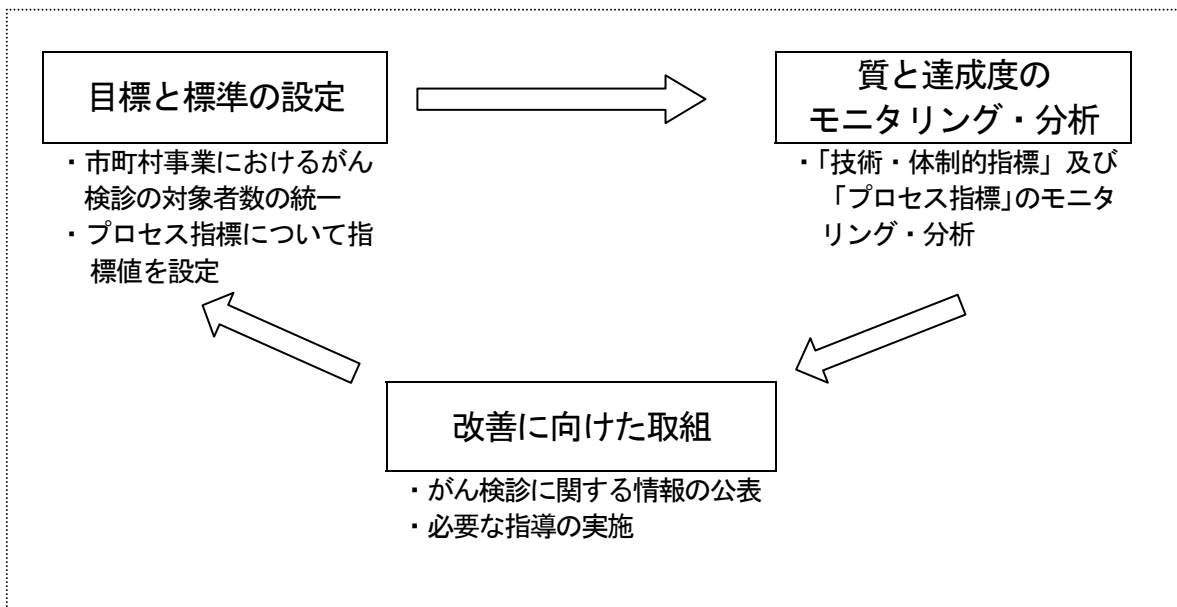 目標と標準の設定
・市町村事業におけるがん
検診の対象者数の統一
・プロセス指標について指
標値を設定
質と達成度の
モニタリング・分析
・「技術・体制的指標」及び
「プロセス指標」のモニタ
リング・分析
改善に向けた取組
・がん検診に関する情報の公表
・必要な指導の実施